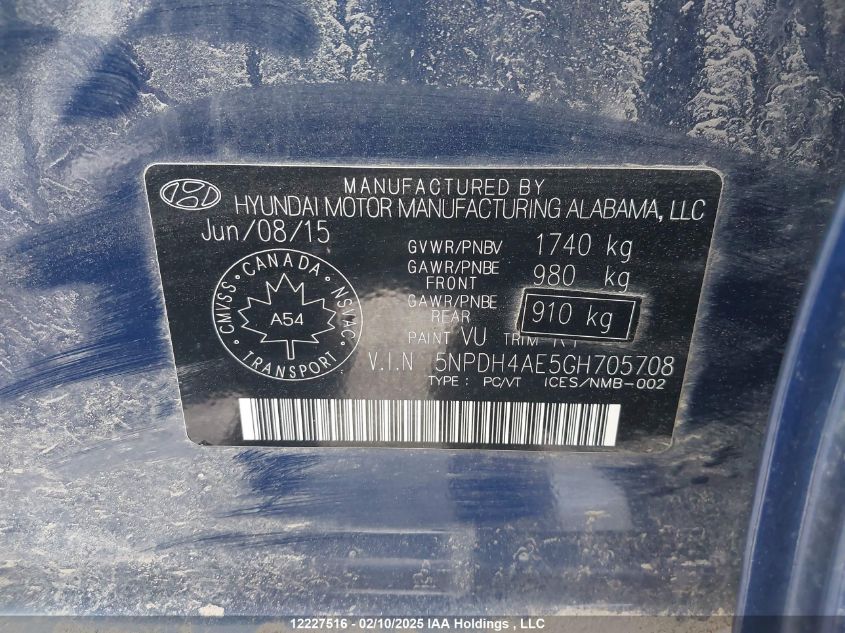 MANUFACTURED BY
HYUNDAI MOTOR MANUFACTURING ALABAMA, LLC
Jun/08/15
GVWR/PNBV 1740 kg
GAWR/PNBE FRONT 980 kg
GAWR/PNBE REAR 910 kg
PAINT VU TRIM
CANADA
CMVSS NSVAC
A54
TRANSPORT
V.I.N 5NPDH4AE5GH705708
TYPE : PC/VT ICES/NMB-002
12227516 - 02/10/2025 IAA Holdings , LLC